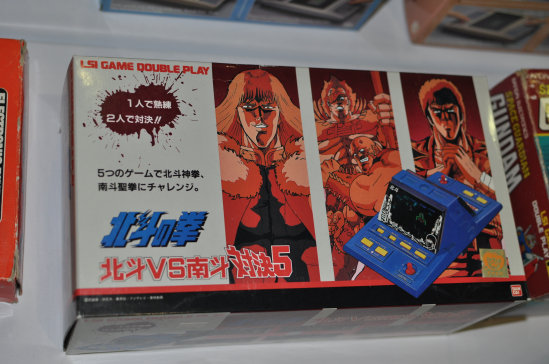 LSI GAME DOUBLE PLAY
1人で熟練
2人で対決!!
5つのゲームで北斗神拳、
南斗聖拳にチャレンジ。
北斗の拳
北斗VS南斗対決5
GUNDAM